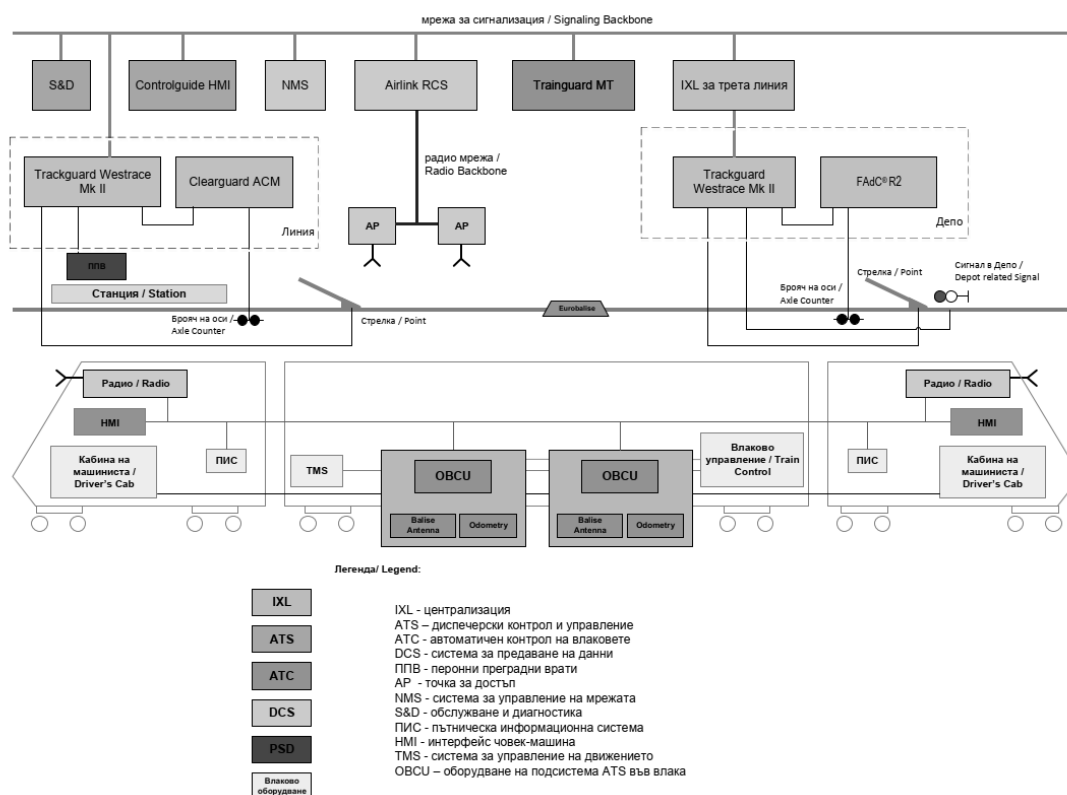 мрежа за сигнализация / Signaling Backbone
S&D
Controlguide HMI
NMS
Airlink RCS
Trainguard MT
IXL за трета линия
Trackguard Westrace
Mk II
Clearguard ACM
Линия
радио мрежа /
Radio Backbone
AP
AP
Trackguard
Westrace Mk II
FAdC® R2
Депо
ППВ
Станция / Station
Брояч на оси /
Axle Counter
Стрелка / Point
Eurobalise
Брояч на оси /
Axle Counter
Стрелка / Point
Сигнал в Депо /
Depot related Signal
Радио / Radio
HMI
Кабина на
машиниста /
Driver's Cab
ПИС
TMS
OBCU
Balise
Antenna
Odometry
OBCU
Balise
Antenna
Odometry
Влаково
управление / Train
Control
ПИС
Радио / Radio
HMI
Кабина на
машиниста /
Driver's Cab
Легенда/ Legend:
IXL
ATS
ATC
DCS
PSD
Влаково
оборудване
IXL - централизация
ATS – диспечерски контрол и управление
ATC - автоматичен контрол на влаковете
DCS - система за предаване на данни
ППВ - перонни преградни врати
AP - точка за достъп
NMS - система за управление на мрежата
S&D - обслужване и диагностика
ПИС - пътническа информационна система
HMI - интерфейс човек-машина
TMS - система за управление на движението
OBCU – оборудване на подсистема ATS във влака